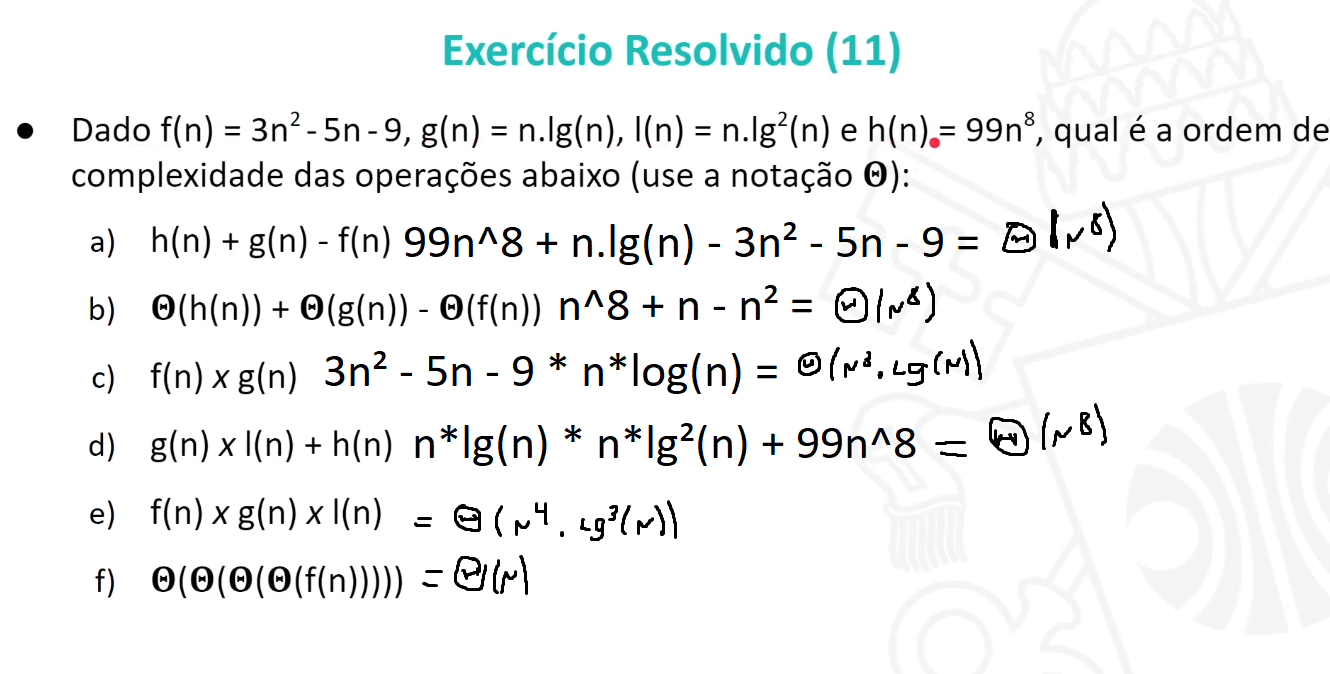 Exercício Resolvido (11)
● Dado f(n) = 3n² - 5n - 9, g(n) = n.lg(n), l(n) = n.lg²(n) e h(n) = 99n⁸, qual é a ordem de
complexidade das operações abaixo (use a notação Θ):
a) h(n) + g(n) - f(n) 99n^8 + n.lg(n) - 3n² - 5n - 9 = Θ(n⁸)
b) Θ(h(n)) + Θ(g(n)) - Θ(f(n)) n^8 + n - n² = Θ(n⁸)
c) f(n) x g(n) 3n² - 5n - 9 * n*log(n) = Θ(n³.lg(n))
d) g(n) x l(n) + h(n) n*lg(n) * n*lg²(n) + 99n^8 = Θ(n⁸)
e) f(n) x g(n) x l(n) = Θ(n⁴.lg³(n))
f) Θ(Θ(Θ(Θ(f(n))))) = Θ(n)